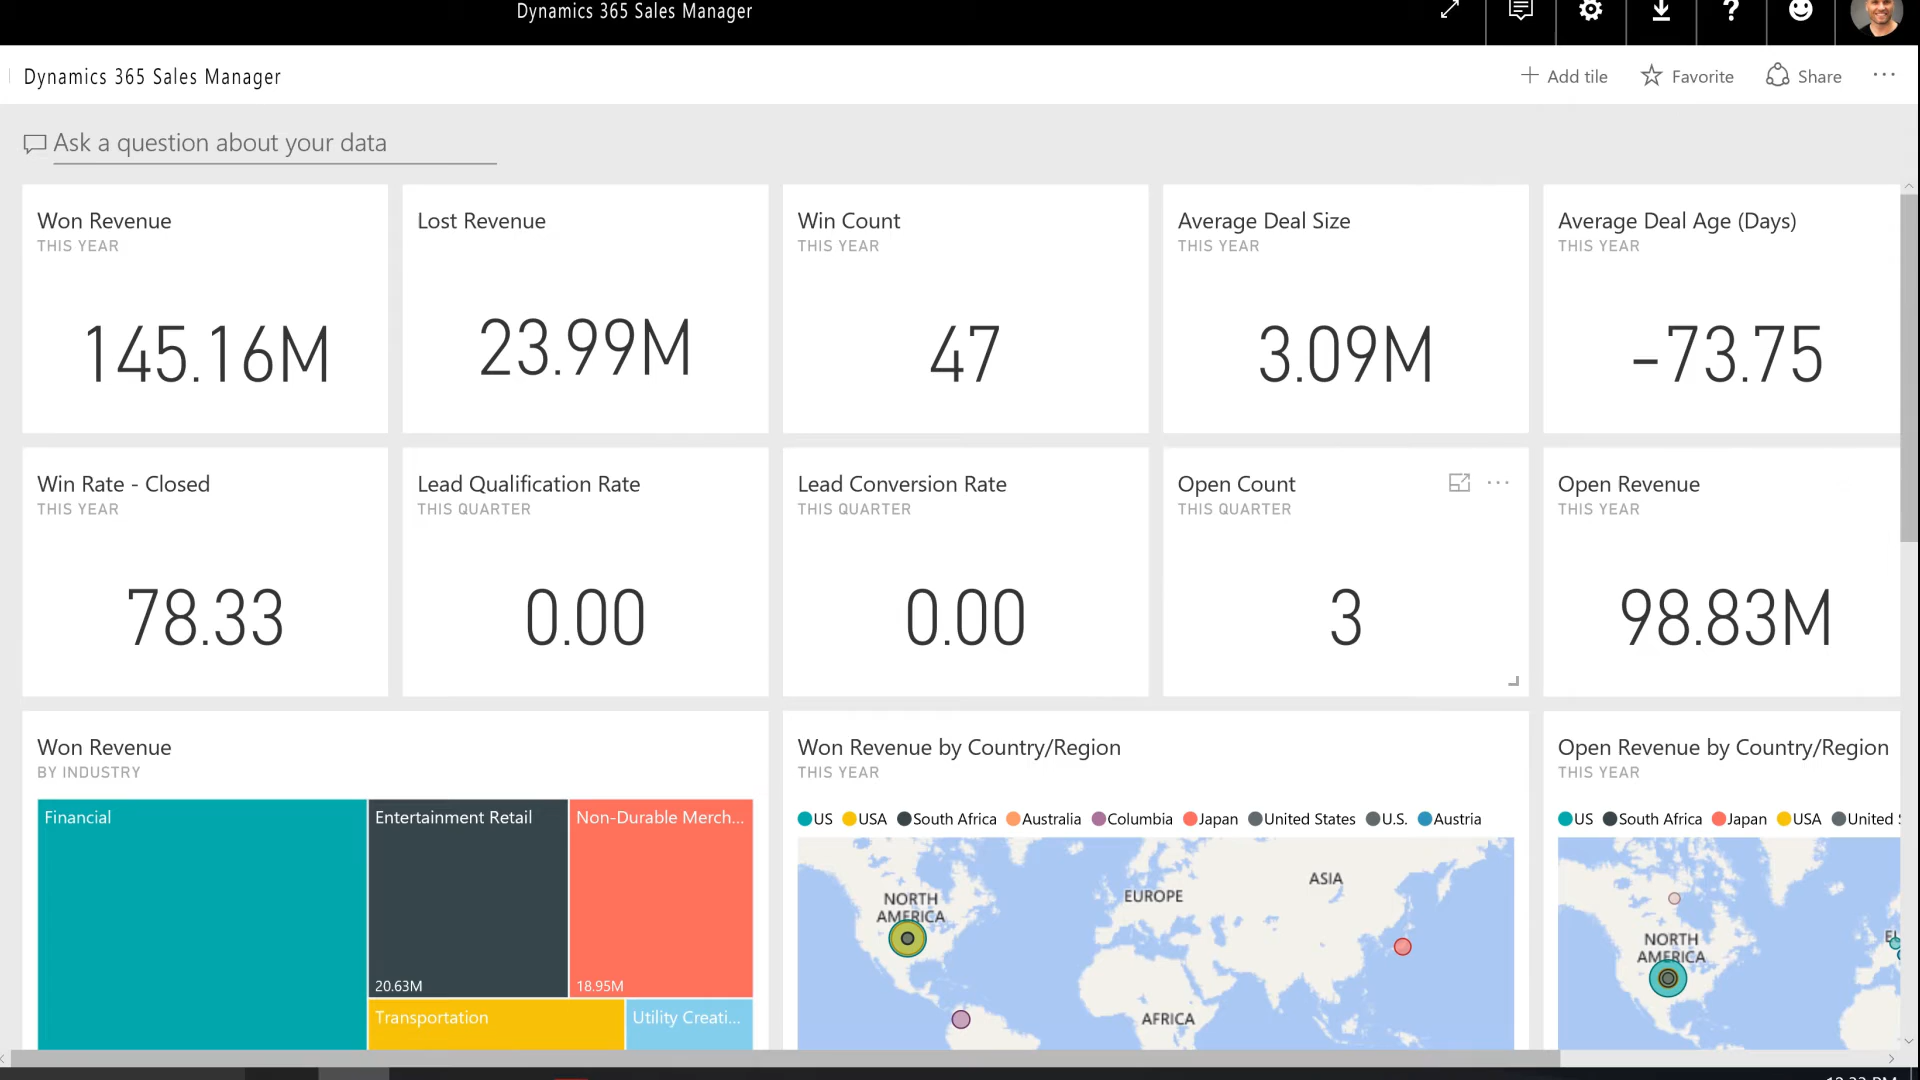 Dynamics 365 Sales Manager
?
Dynamics 365 Sales Manager
Add tile
Favorite
Share
Ask a question about your data
Won Revenue
THIS YEAR
145.16M
Lost Revenue
23.99M
Win Count
THIS YEAR
47
Average Deal Size
THIS YEAR
3.09M
Average Deal Age (Days)
THIS YEAR
-73.75
Win Rate - Closed
THIS YEAR
78.33
Lead Qualification Rate
THIS QUARTER
0.00
Lead Conversion Rate
THIS QUARTER
0.00
Open Count
THIS QUARTER
3
Open Revenue
THIS YEAR
98.83M
Won Revenue
BY INDUSTRY
Financial
Entertainment Retail
20.63M
Non-Durable Merch...
18.95M
Transportation
Utility Creati...
Won Revenue by Country/Region
THIS YEAR
US USA South Africa Australia Columbia Japan United States U.S. Austria
NORTH
AMERICA
EUROPE
ASIA
AFRICA
Open Revenue by Country/Region
THIS YEAR
US South Africa Japan USA United
NORTH
AMERICA